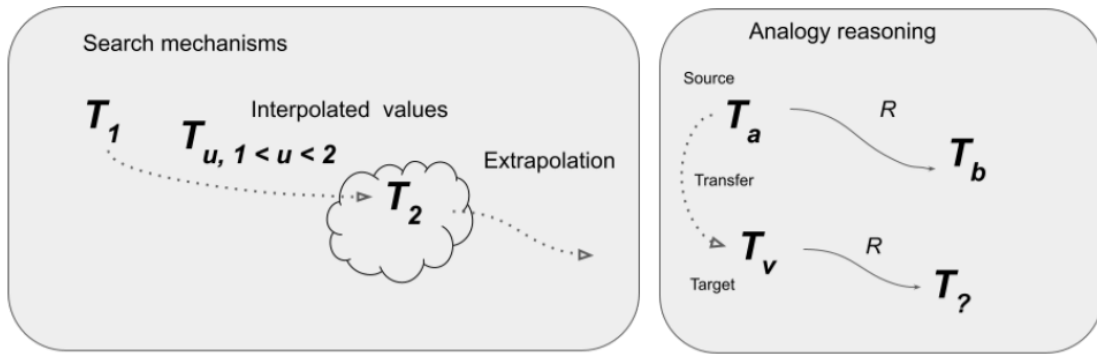 Search mechanisms
T1
Interpolated values
Tu, 1 < u < 2
T2
Extrapolation
Analogy reasoning
Source
Ta
R
Tb
Transfer
Tv
R
Target
T?